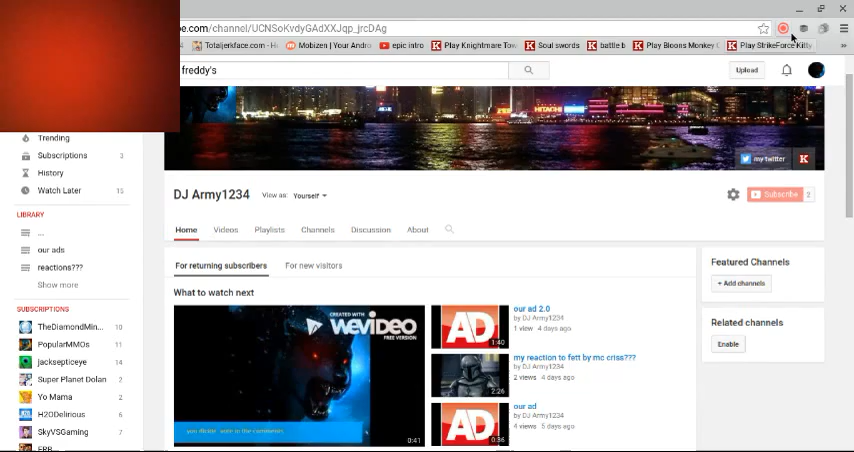 be.com/channel/UCNSoKvdyGAdXXJqp_jrcDAg
Totaljerkface.com - H
Mobizen | Your Andro
epic intro
Play Knightmare Tow
Soul swords
battle b
Play Bloons Monkey C
Play StrikeForce Kitty
freddy's
Upload
my twitter
Trending
Subscriptions 3
History
Watch Later 15
LIBRARY
...
our ads
reactions???
Show more
SUBSCRIPTIONS
TheDiamondMin... 10
PopularMMOs 11
jacksepticeye 14
Super Planet Dolan 2
Yo Mama 2
H2ODelirious 6
SkyVSGaming 7
ERB
DJ Army1234
View as: Yourself
Subscribe 2
Home Videos Playlists Channels Discussion About
For returning subscribers
For new visitors
What to watch next
CREATED WITH
WEVIDEO
FREE VERSION
you decide. vote in the comments.
0:41
AD
1:40
our ad 2.0
by DJ Army1234
1 view 4 days ago
2:26
my reaction to fett by mc criss???
by DJ Army1234
2 views 4 days ago
AD
0:36
our ad
by DJ Army1234
4 views 5 days ago
Featured Channels
+ Add channels
Related channels
Enable